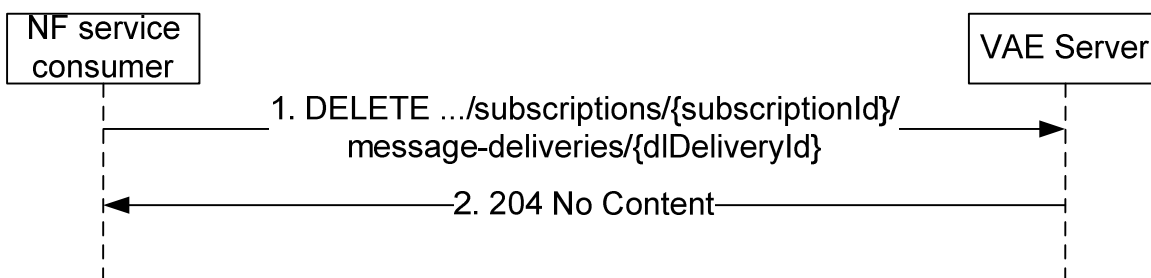 NF service
consumer
VAE Server
1. DELETE .../subscriptions/{subscriptionId}/
message-deliveries/{dlDeliveryId}
2. 204 No Content